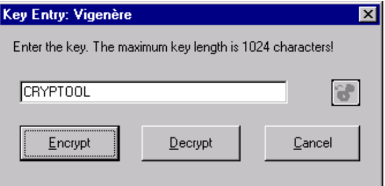 Key Entry: Vigenère
Enter the key. The maximum key length is 1024 characters!
CRYPTOOL
Encrypt Decrypt Cancel